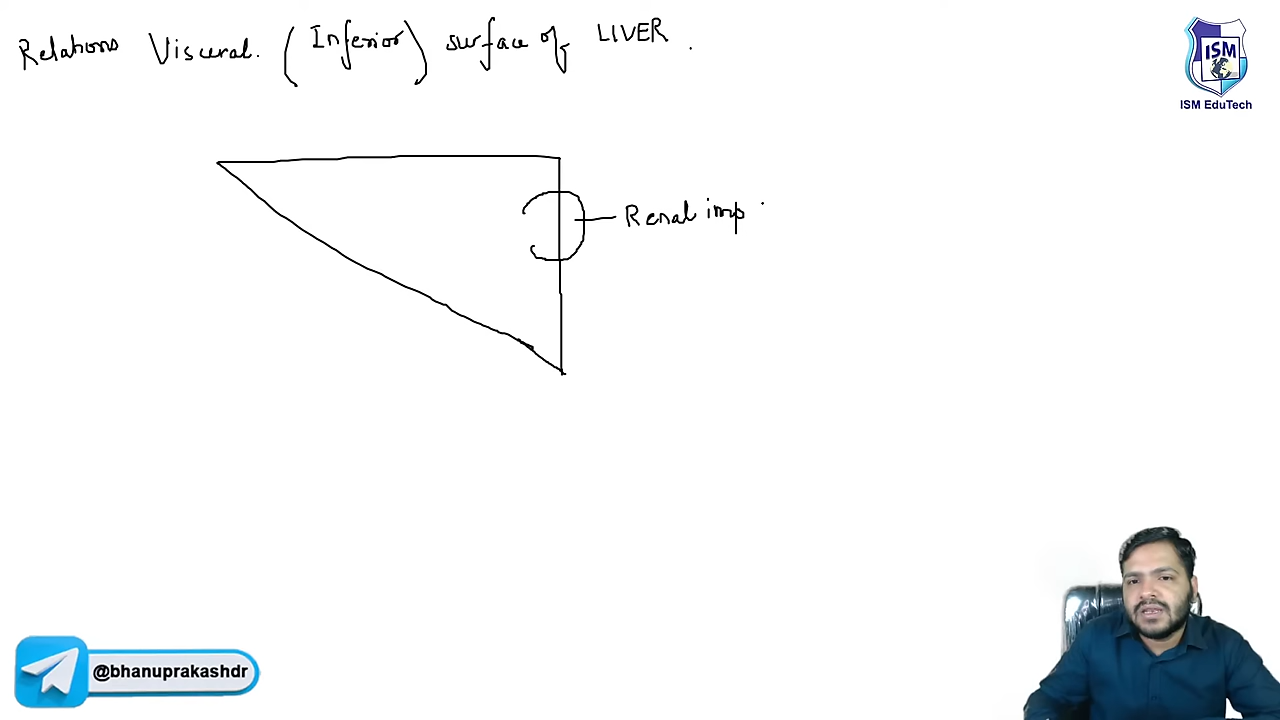 Relations Visceral. (Inferior) surface of LIVER.
ISM
ISM EduTech
Renal imp.
@bhanuprakashdr